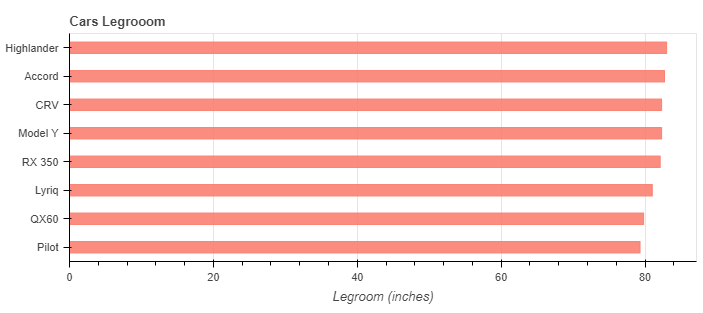 Cars Legrooom
Highlander
Accord
CRV
Model Y
RX 350
Lyriq
QX60
Pilot
0 20 40 60 80
Legroom (inches)